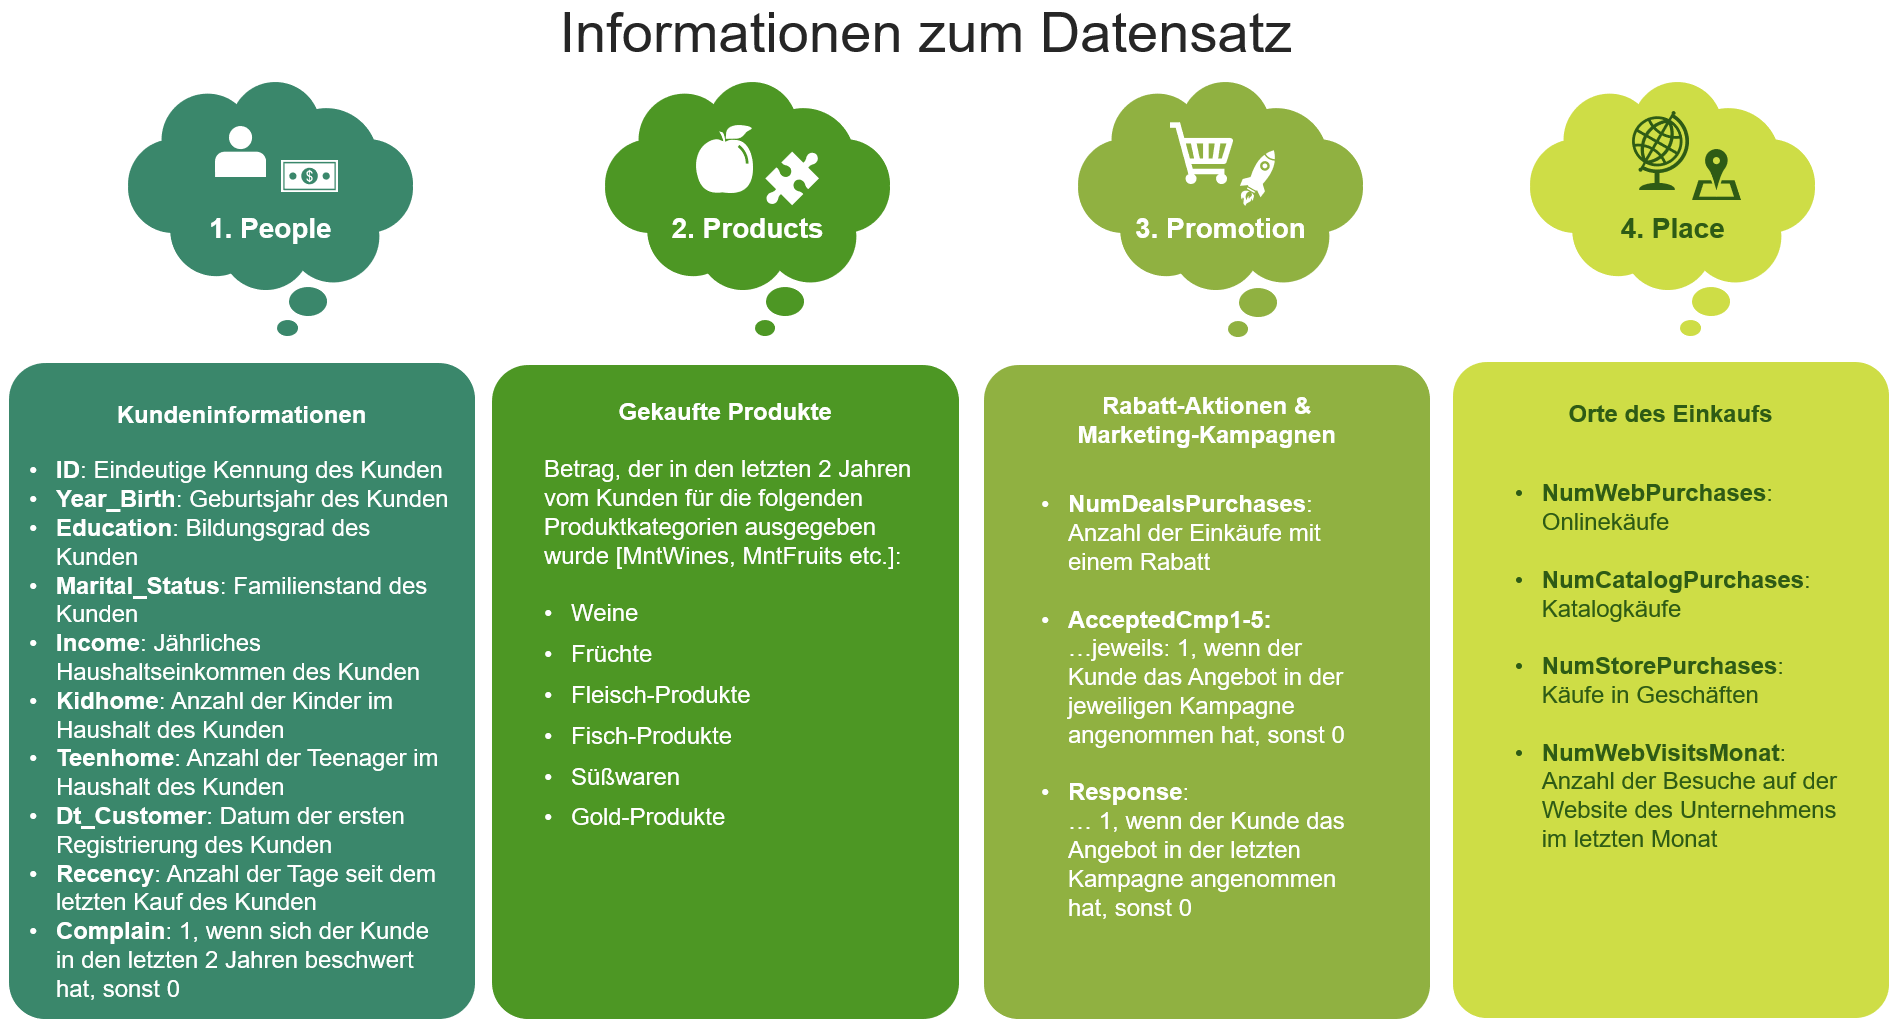 Informationen zum Datensatz
1. People
2. Products
3. Promotion
4. Place
Kundeninformationen
• ID: Eindeutige Kennung des Kunden
• Year_Birth: Geburtsjahr des Kunden
• Education: Bildungsgrad des
Kunden
• Marital_Status: Familienstand des
Kunden
• Income: Jährliches
Haushaltseinkommen des Kunden
• Kidhome: Anzahl der Kinder im
Haushalt des Kunden
• Teenhome: Anzahl der Teenager im
Haushalt des Kunden
• Dt_Customer: Datum der ersten
Registrierung des Kunden
• Recency: Anzahl der Tage seit dem
letzten Kauf des Kunden
• Complain: 1, wenn sich der Kunde
in den letzten 2 Jahren beschwert
hat, sonst 0
Gekaufte Produkte
Betrag, der in den letzten 2 Jahren
vom Kunden für die folgenden
Produktkategorien ausgegeben
wurde [MntWines, MntFruits etc.]:
• Weine
• Früchte
• Fleisch-Produkte
• Fisch-Produkte
• Süßwaren
• Gold-Produkte
Rabatt-Aktionen &
Marketing-Kampagnen
• NumDealsPurchases:
Anzahl der Einkäufe mit
einem Rabatt
• AcceptedCmp1-5:
…jeweils: 1, wenn der
Kunde das Angebot in der
jeweiligen Kampagne
angenommen hat, sonst 0
• Response:
… 1, wenn der Kunde das
Angebot in der letzten
Kampagne angenommen
hat, sonst 0
Orte des Einkaufs
• NumWebPurchases:
Onlinekäufe
• NumCatalogPurchases:
Katalogkäufe
• NumStorePurchases:
Käufe in Geschäften
• NumWebVisitsMonat:
Anzahl der Besuche auf der
Website des Unternehmens
im letzten Monat